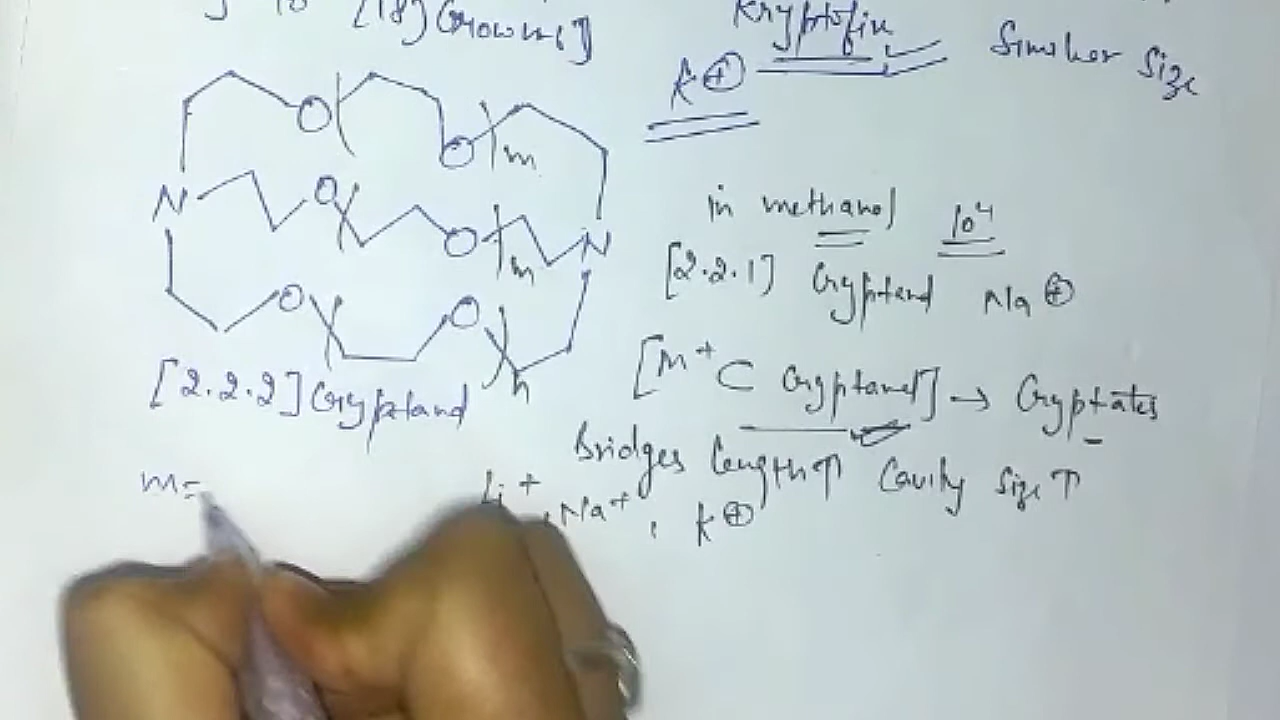 [18] Crown 6]
Kryptofix
Similar Size
K⊕
O O m
N O O m N
O O n
in methanol 10⁴
[2.2.1] Cryptand Na⊕
[M⁺ ⊂ Cryptand] → Cryptates
[2.2.2] Cryptand
Bridges length↑ Cavity Size↑
m=
Li⁺, Na⁺, K⊕